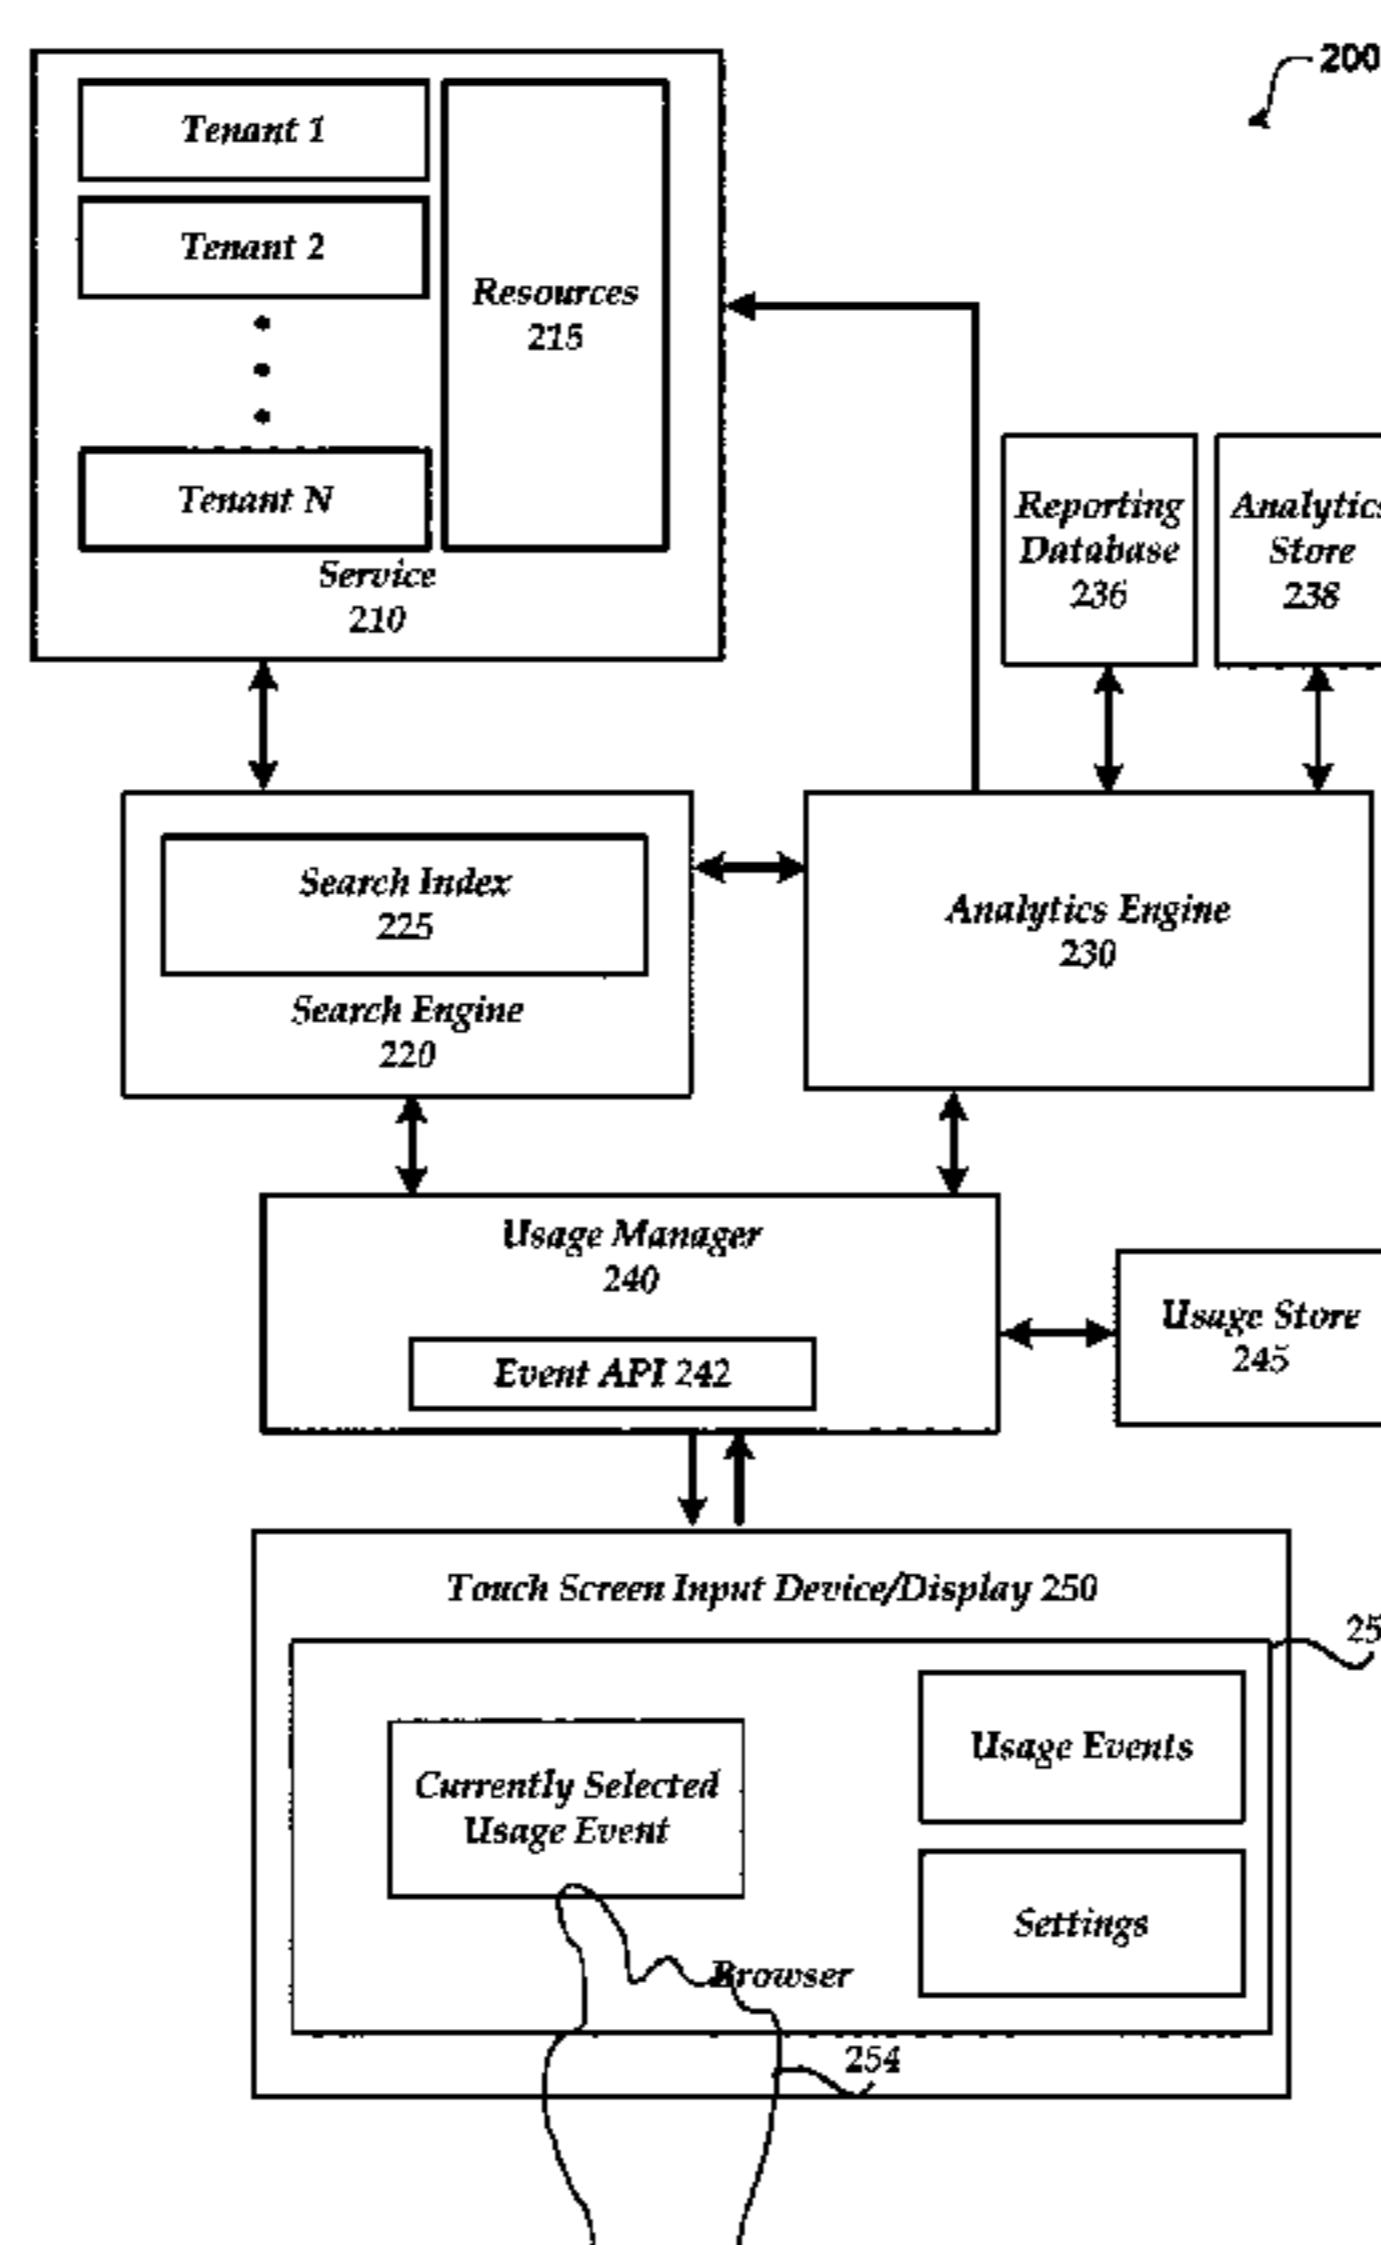 200
Tenant 1
Tenant 2
Resources
215
Tenant N
Service
210
Reporting
Database
236
Analytics
Store
238
Search Index
225
Search Engine
220
Analytics Engine
230
Usage Manager
240
Event API 242
Usage Store
245
Touch Screen Input Device/Display 250
25
Usage Events
Currently Selected
Usage Event
Settings
Browser
254